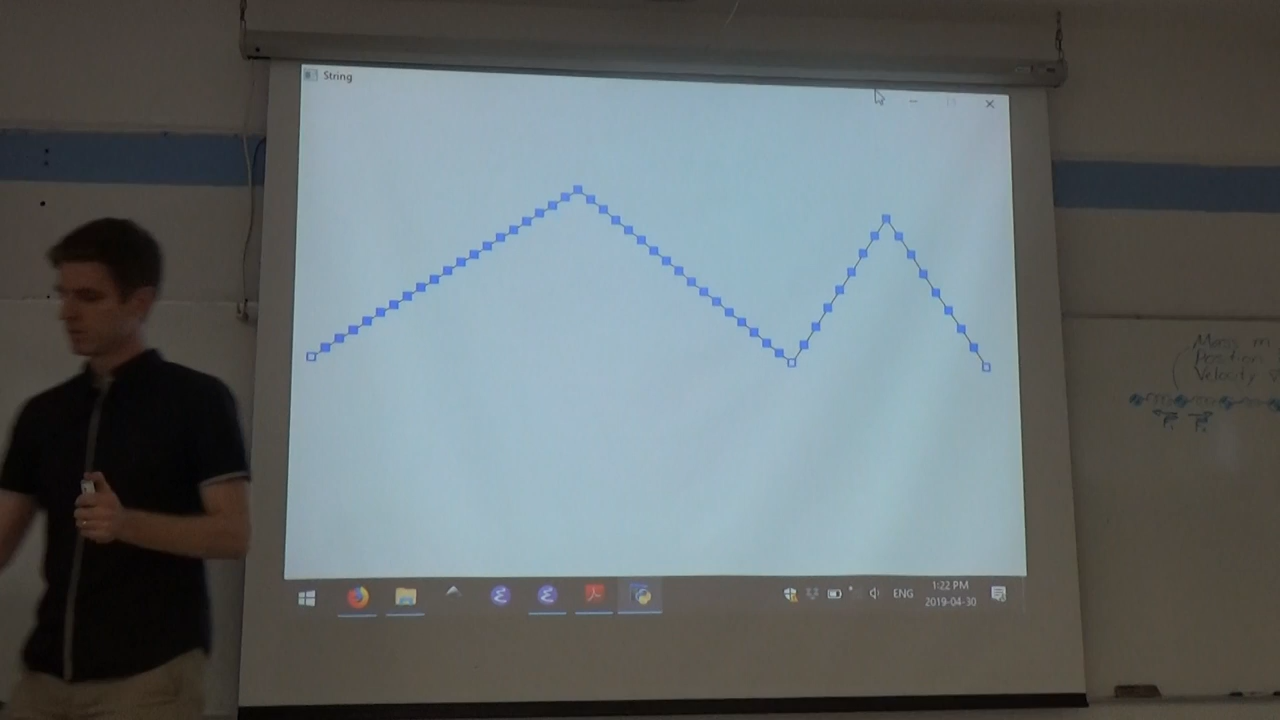 String
Mass m
Position
Velocity
ENG
1:22 PM
2019-04-30